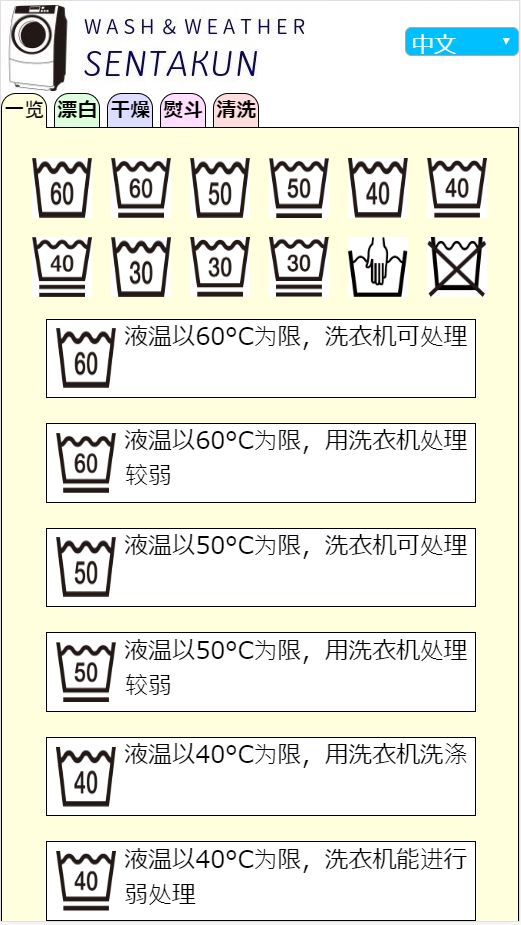 WASH & WEATHER
SENTAKUN
中文
一览 漂白 干燥 熨斗 清洗
60 60 50 50 40 40
40 30 30 30
60 液温以60°C为限，洗衣机可处理
60 液温以60°C为限，用洗衣机处理
较弱
50 液温以50°C为限，洗衣机可处理
50 液温以50°C为限，用洗衣机处理
较弱
40 液温以40°C为限，用洗衣机洗涤
40 液温以40°C为限，洗衣机能进行
弱处理